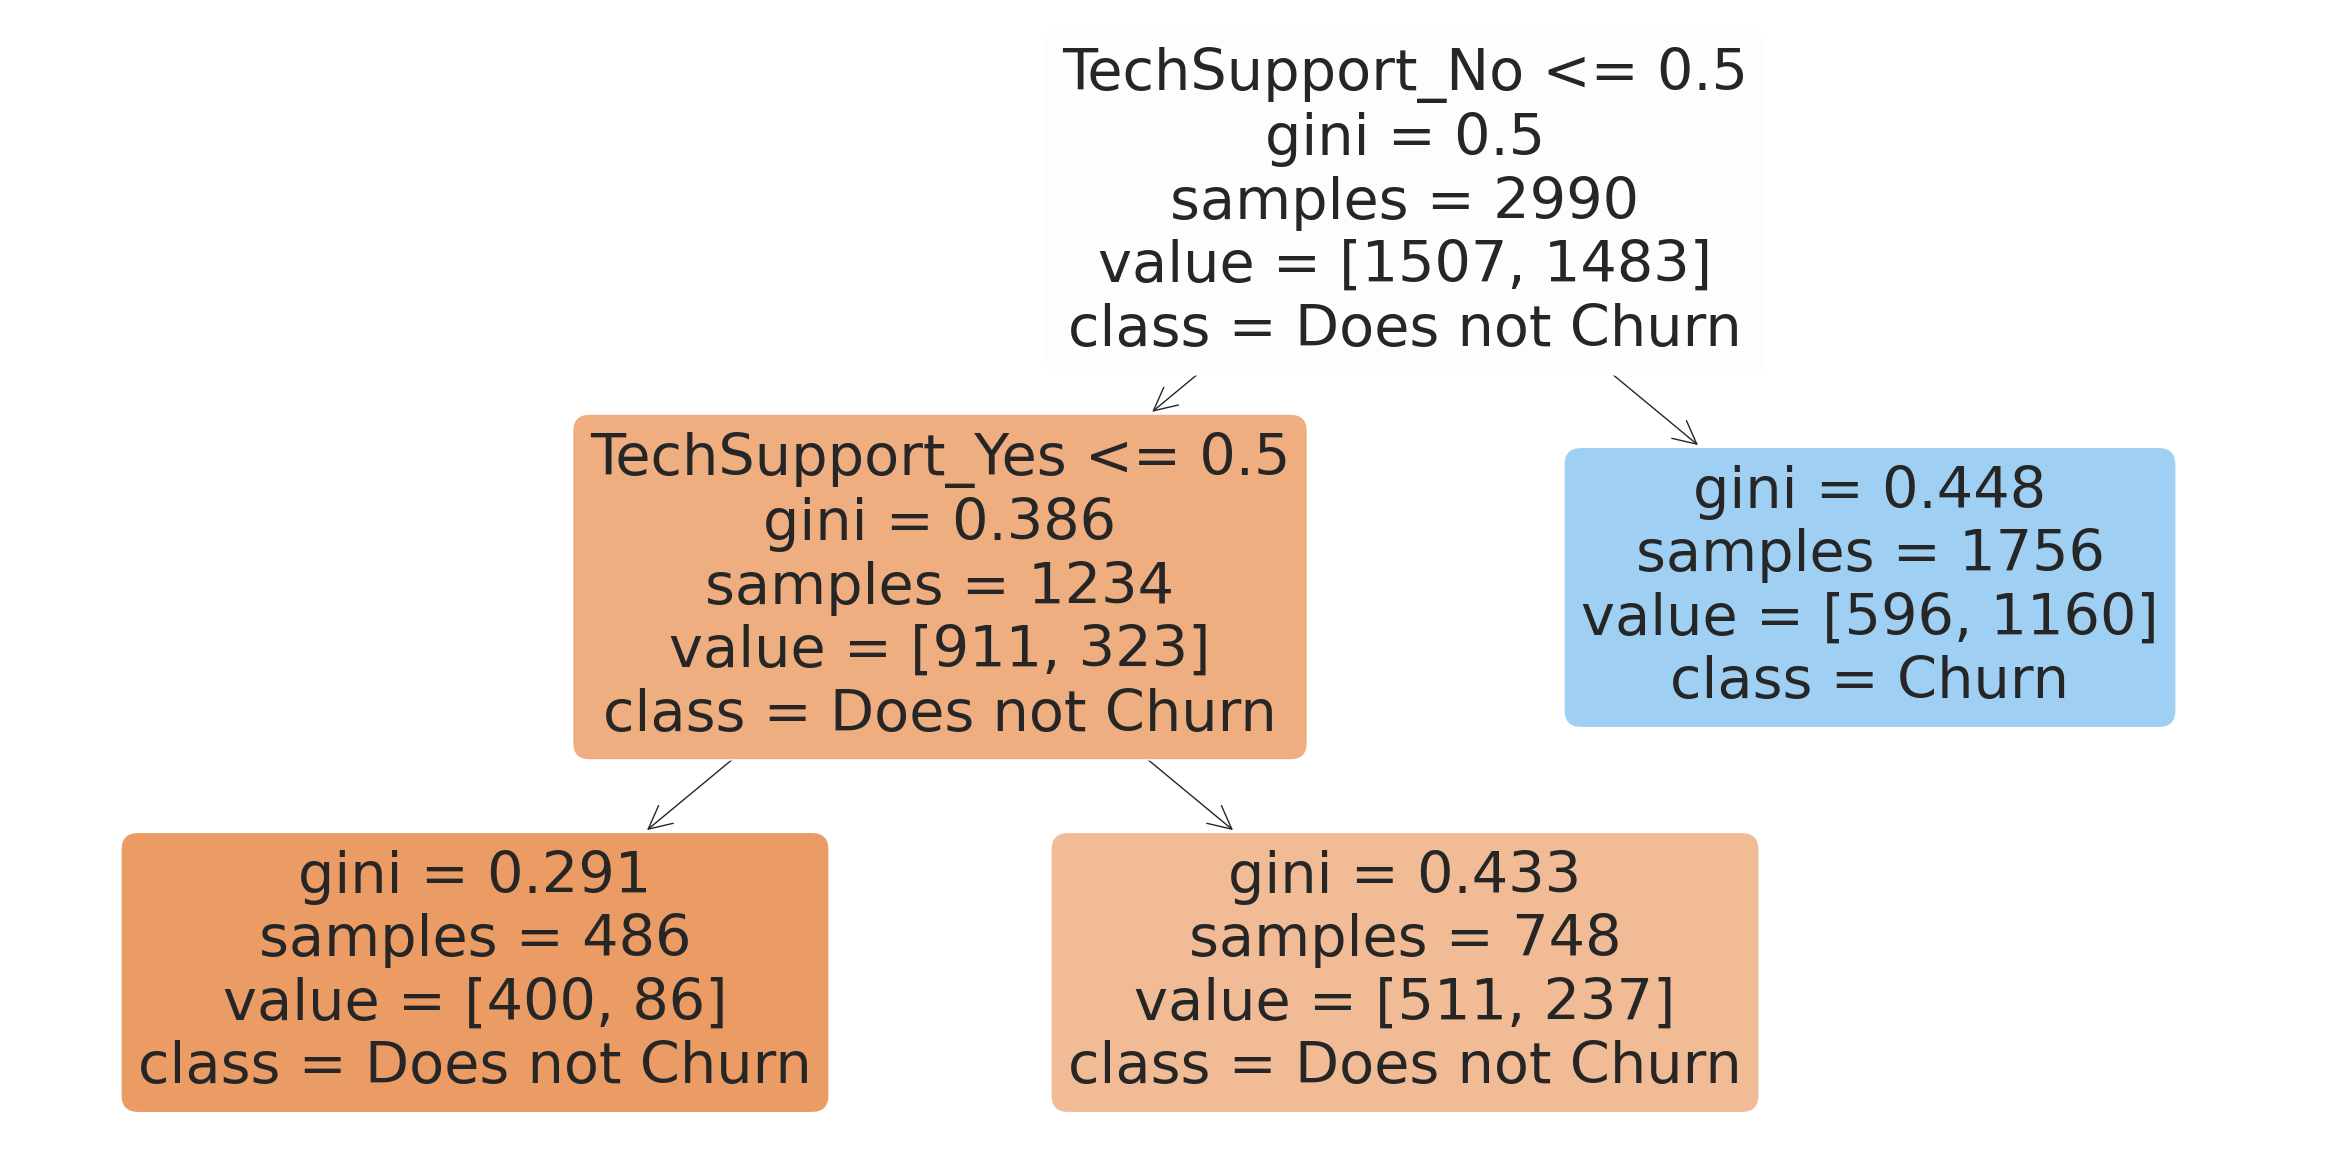 TechSupport_No <= 0.5
gini = 0.5
samples = 2990
value = [1507, 1483]
class = Does not Churn
TechSupport_Yes <= 0.5
gini = 0.386
samples = 1234
value = [911, 323]
class = Does not Churn
gini = 0.448
samples = 1756
value = [596, 1160]
class = Churn
gini = 0.291
samples = 486
value = [400, 86]
class = Does not Churn
gini = 0.433
samples = 748
value = [511, 237]
class = Does not Churn